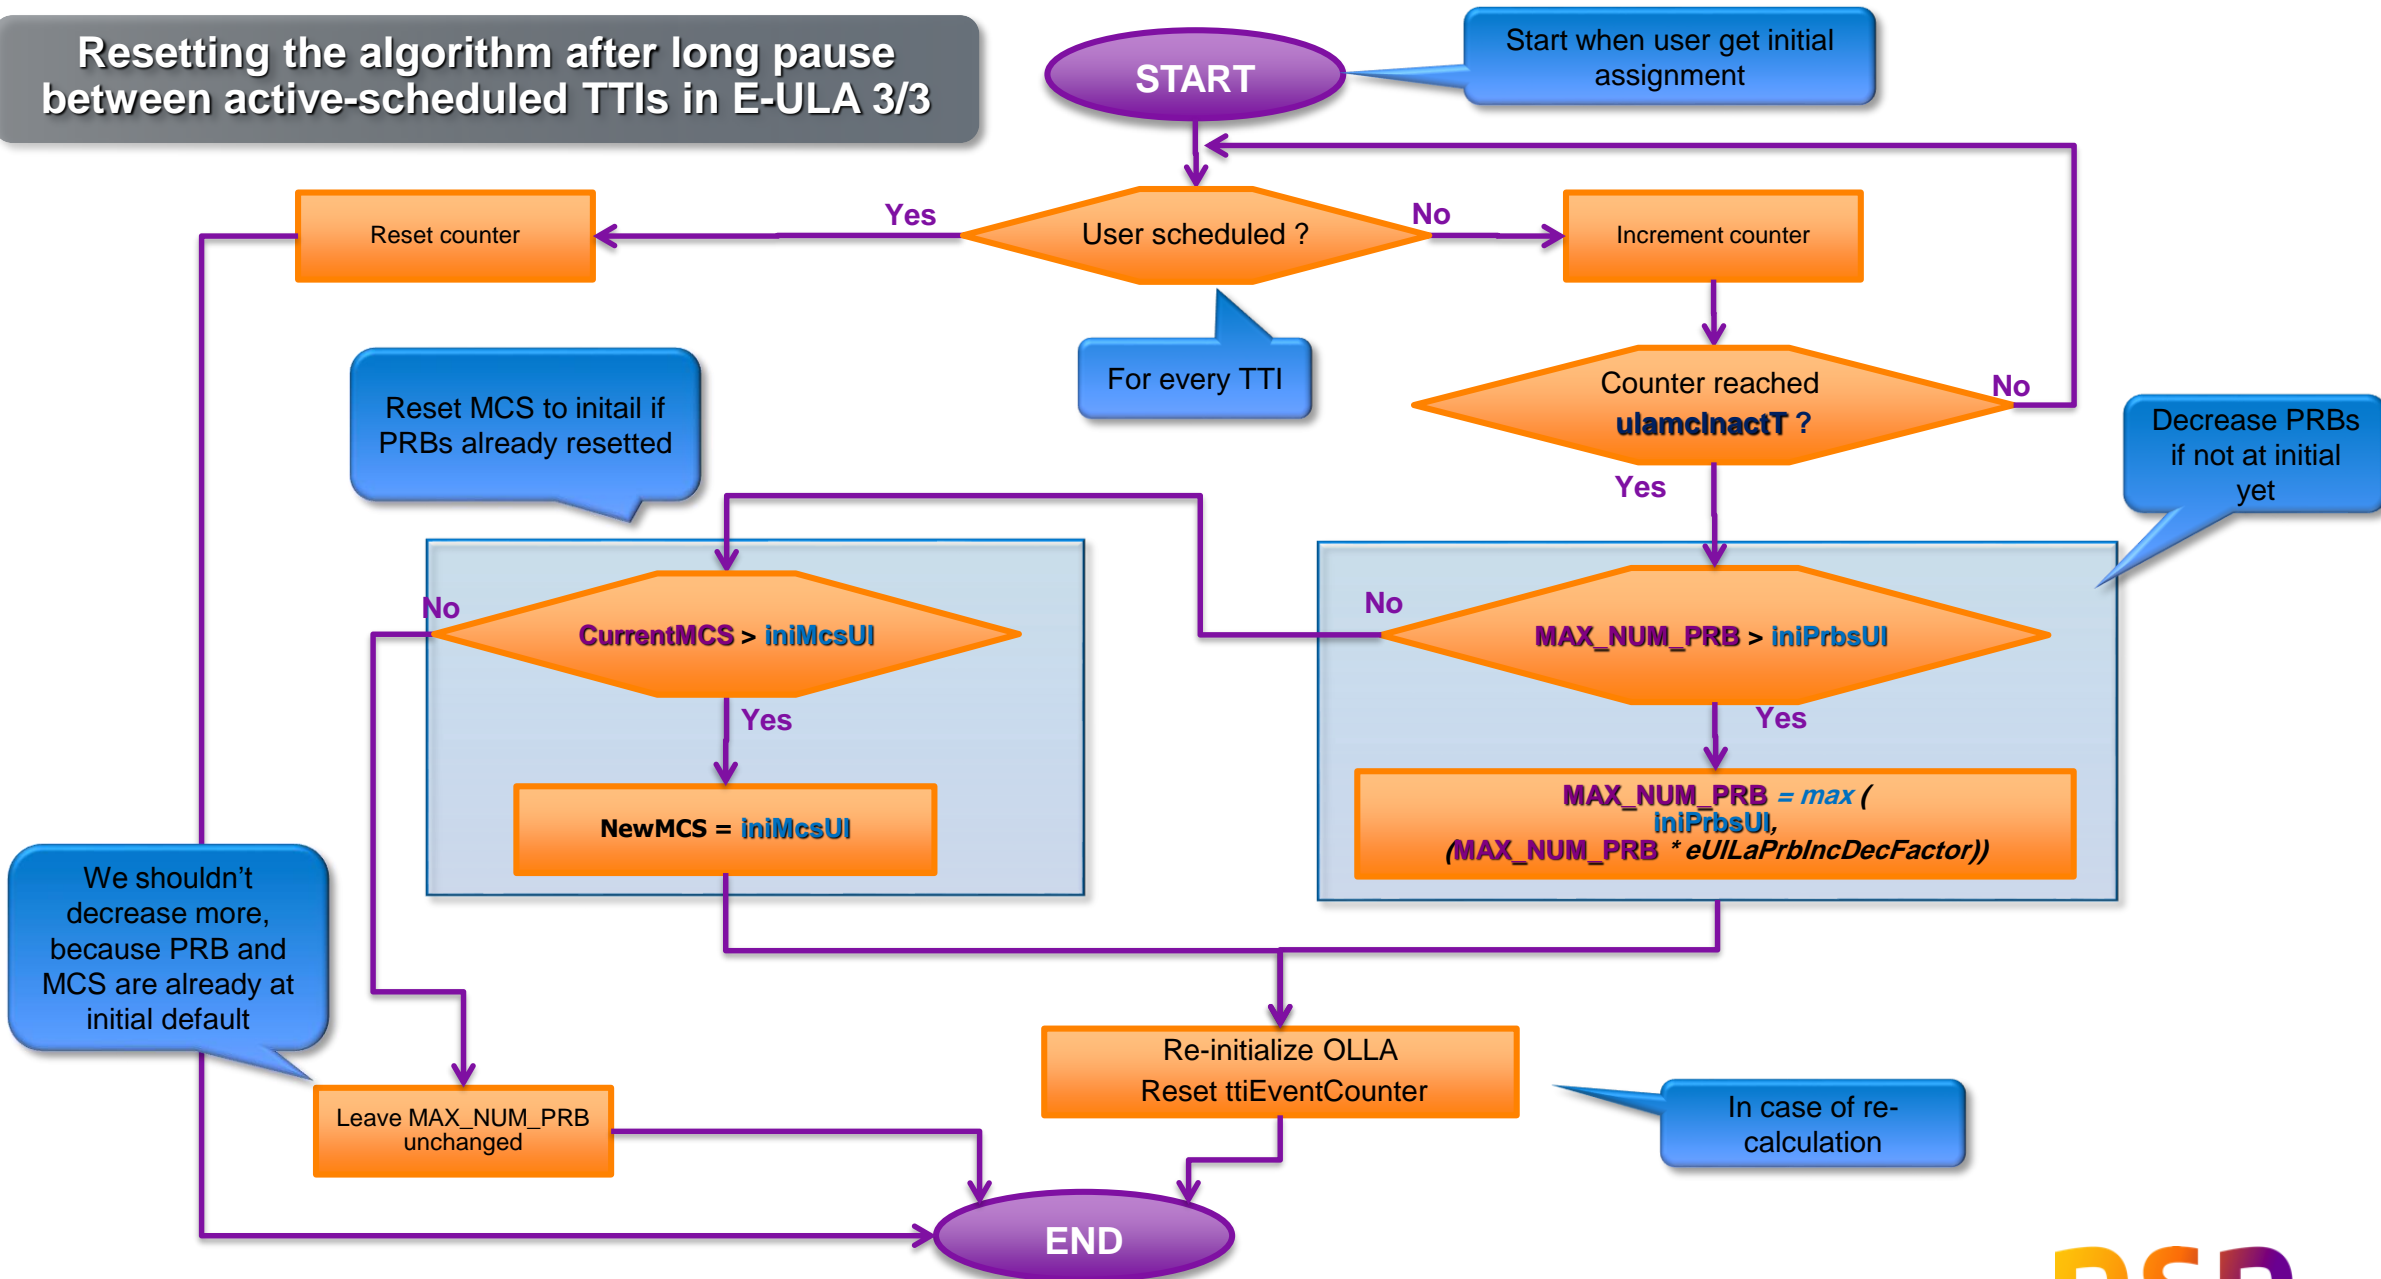 Resetting the algorithm after long pause
between active-scheduled TTIs in E-ULA 3/3
START
Start when user get initial
assignment
Reset counter
Yes
User scheduled ?
No
Increment counter
For every TTI
Counter reached
ulamcInactT ?
No
Yes
Reset MCS to initail if
PRBs already resetted
Decrease PRBs
if not at initial
yet
No
CurrentMCS > iniMcsUl
Yes
NewMCS = iniMcsUl
No
MAX_NUM_PRB > iniPrbsUl
Yes
MAX_NUM_PRB = max (
iniPrbsUl,
(MAX_NUM_PRB * eUlLaPrbIncDecFactor))
We shouldn’t
decrease more,
because PRB and
MCS are already at
initial default
Leave MAX_NUM_PRB
unchanged
Re-initialize OLLA
Reset ttiEventCounter
In case of re-
calculation
END